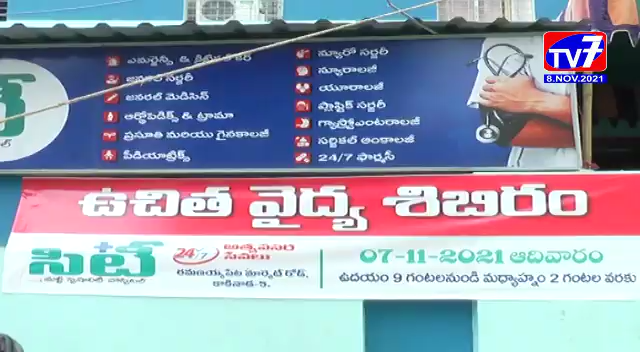 TV7
8.NOV.2021
ఎమర్జెన్సీ & క్రిటికల్ కేర్
జనరల్ సర్జరీ
జనరల్ మెడిసిన్
ఆర్థోపెడిక్స్ & ట్రామా
ప్రసూతి మరియు గైనకాలజీ
పీడియాట్రిక్స్
న్యూరో సర్జరీ
న్యూరాలజీ
యూరాలజీ
ప్లాస్టిక్ సర్జరీ
గ్యాస్ట్రోఎంటరాలజీ
సర్జికల్ అంకాలజీ
24/7 ఫార్మసీ
ఉచిత వైద్య శిబిరం
సిటీ
24/7 అత్యవసర సేవలు
రమణయ్యపేట మార్కెట్ రోడ్,
కాకినాడ-5.
07-11-2021 ఆదివారం
ఉదయం 9 గంటలనుండి మధ్యాహ్నం 2 గంటల వరకు